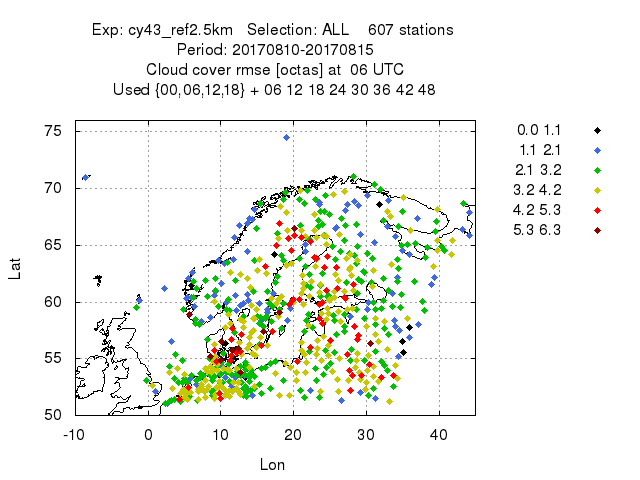 Exp: cy43_ref2.5km   Selection: ALL    607 stations
Period: 20170810-20170815
Cloud cover rmse [octas] at  06 UTC
Used {00,06,12,18} + 06 12 18 24 30 36 42 48
0.0 1.1
1.1 2.1
2.1 3.2
3.2 4.2
4.2 5.3
5.3 6.3
75
70
65
60
55
50
Lat
-10 0 10 20 30 40
Lon